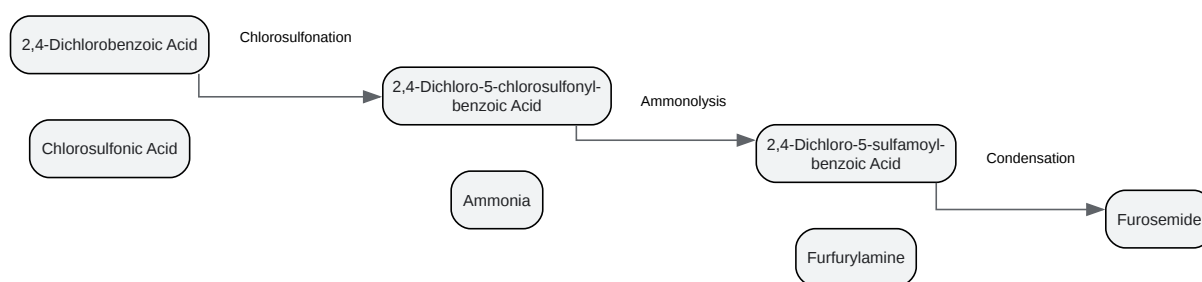 2,4-Dichlorobenzoic Acid
Chlorosulfonation
Chlorosulfonic Acid
2,4-Dichloro-5-chlorosulfonyl-
benzoic Acid
Ammonolysis
Ammonia
2,4-Dichloro-5-sulfamoyl-
benzoic Acid
Condensation
Furfurylamine
Furosemide